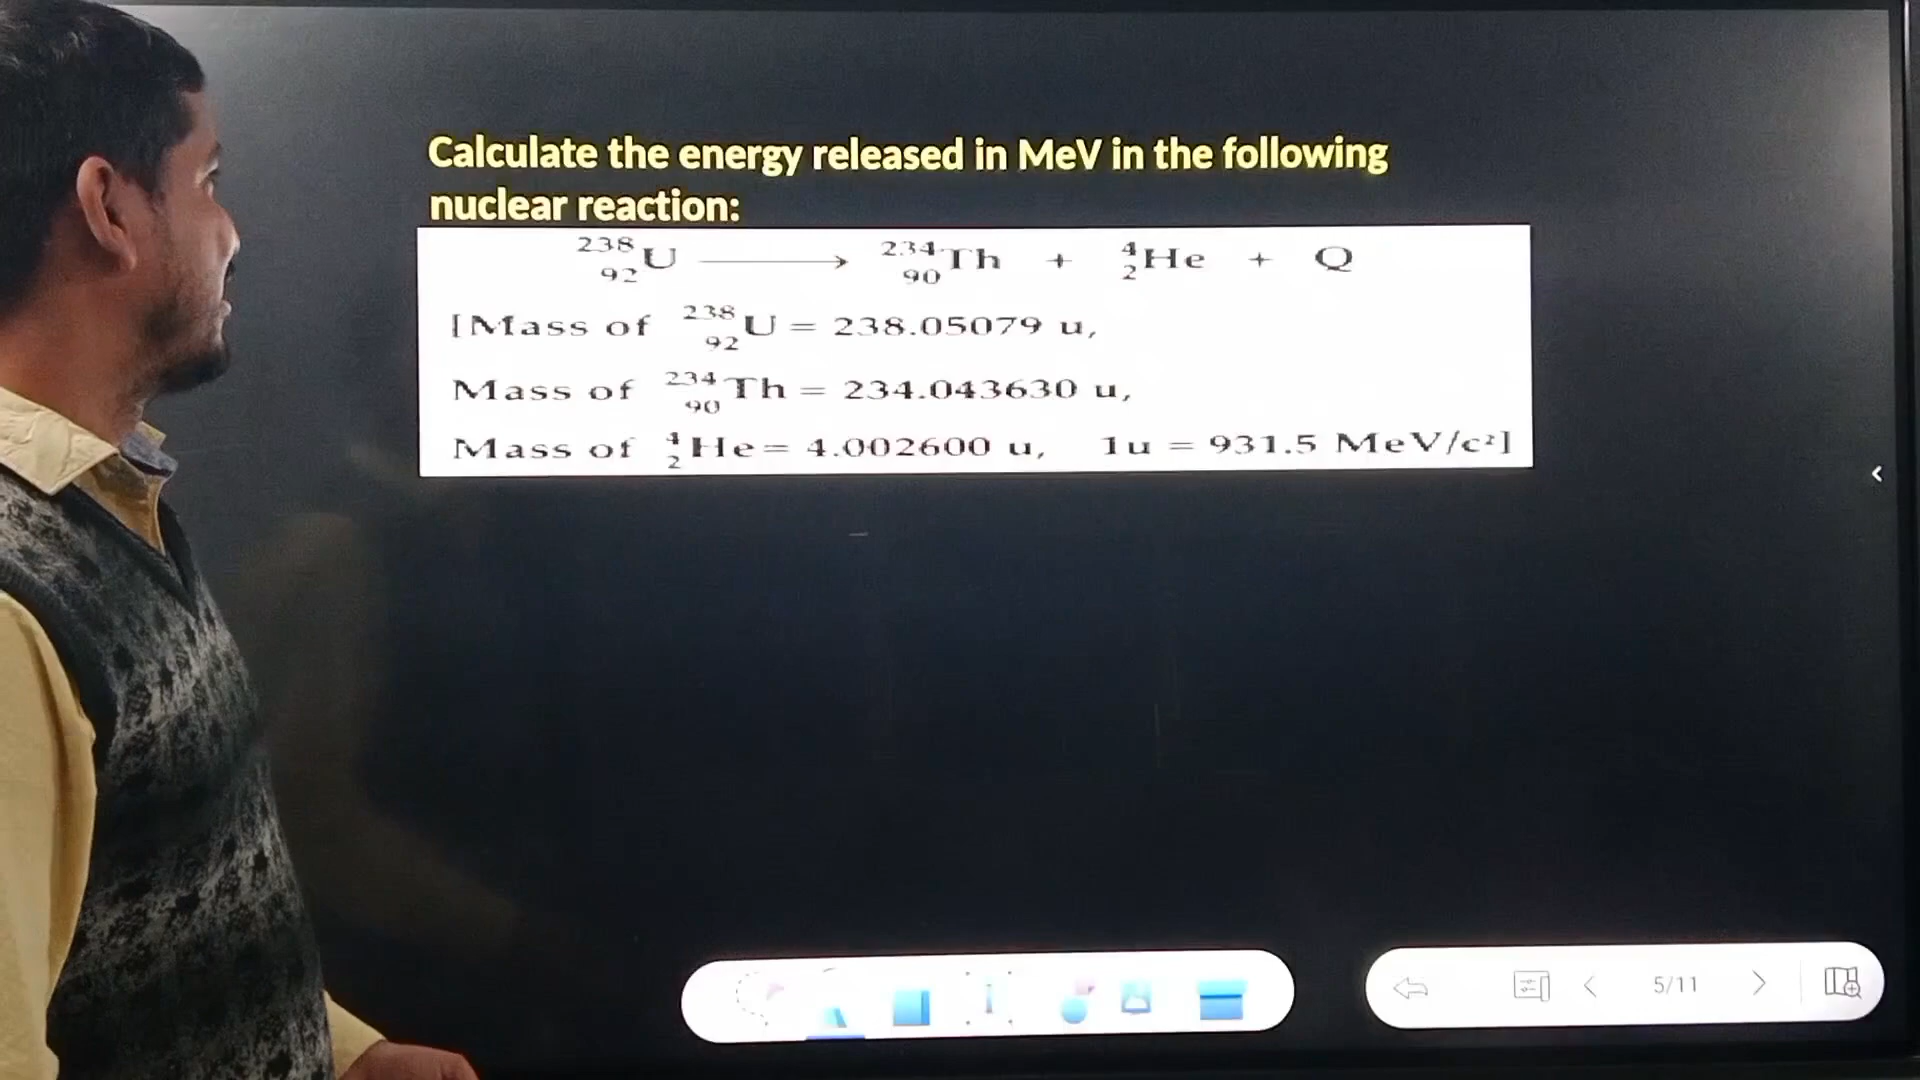 Calculate the energy released in MeV in the following
nuclear reaction:
²³⁸₉₂U ⟶ ²³⁴₉₀Th + ⁴₂He + Q
[Mass of ²³⁸₉₂U = 238.05079 u,
Mass of ²³⁴₉₀Th = 234.043630 u,
Mass of ⁴₂He = 4.002600 u, 1u = 931.5 MeV/c²]
5/11